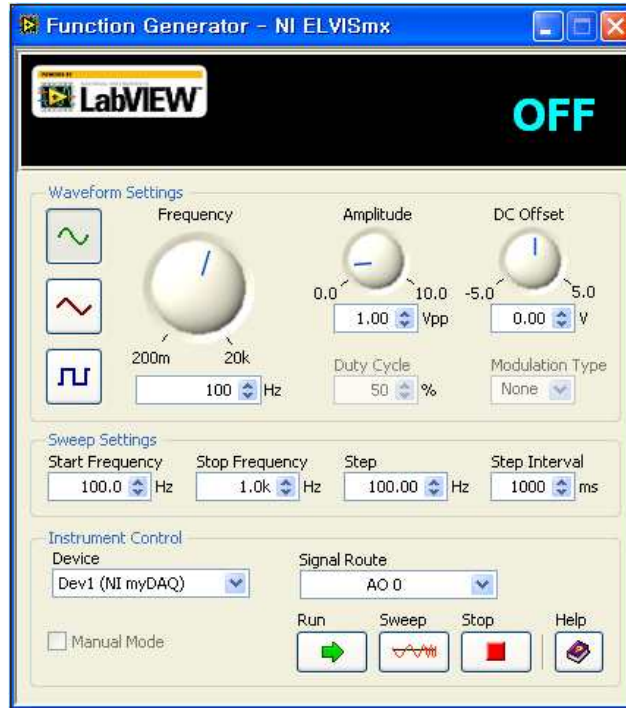 Function Generator - NI ELVISmx
LabVIEW
OFF
Waveform Settings
Frequency
200m 20k
100 Hz
Amplitude
0.0 10.0
1.00 Vpp
DC Offset
-5.0 5.0
0.00 V
Duty Cycle
50 %
Modulation Type
None
Sweep Settings
Start Frequency
100.0 Hz
Stop Frequency
1.0k Hz
Step
100.00 Hz
Step Interval
1000 ms
Instrument Control
Device
Dev1 (NI myDAQ)
Signal Route
AO 0
Manual Mode
Run
Sweep
Stop
Help